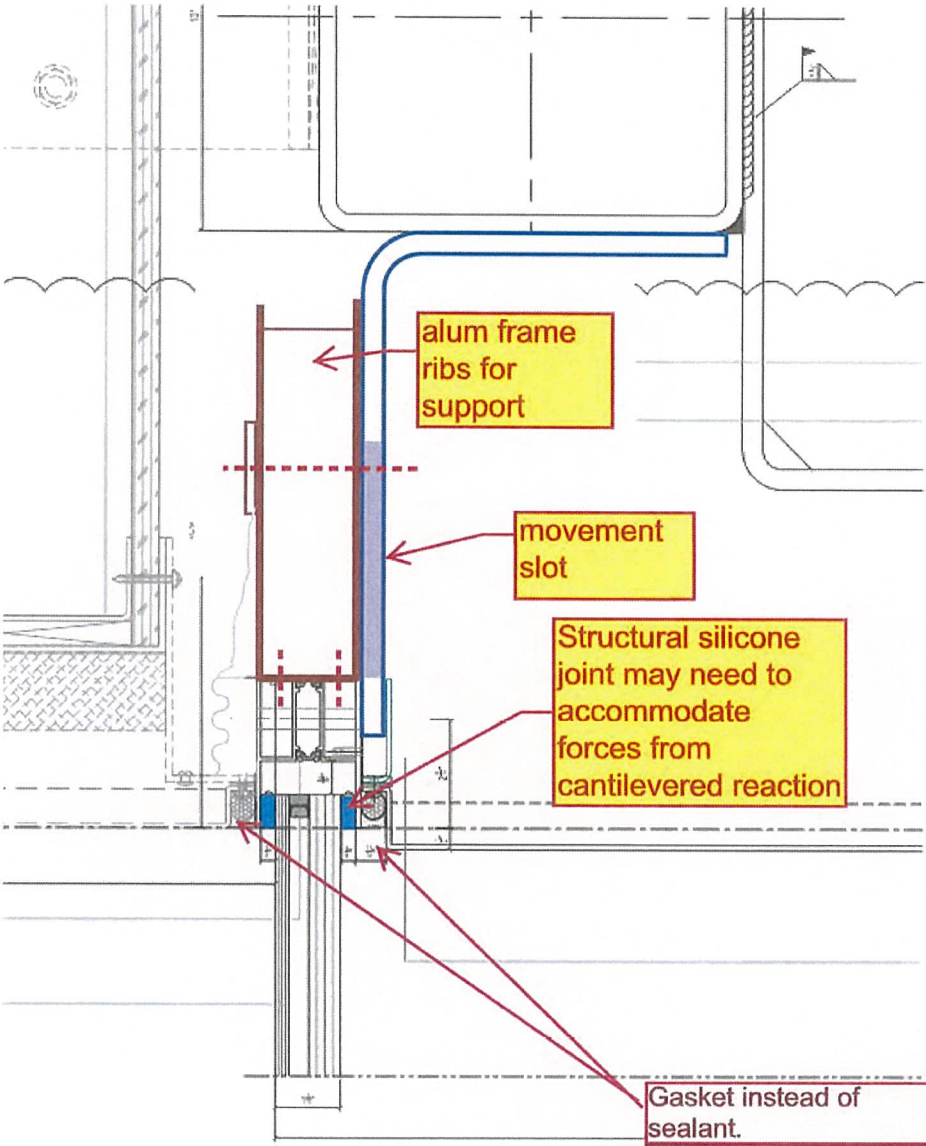 alum frame
ribs for
support
movement
slot
Structural silicone
joint may need to
accommodate
forces from
cantilevered reaction
Gasket instead of
sealant.